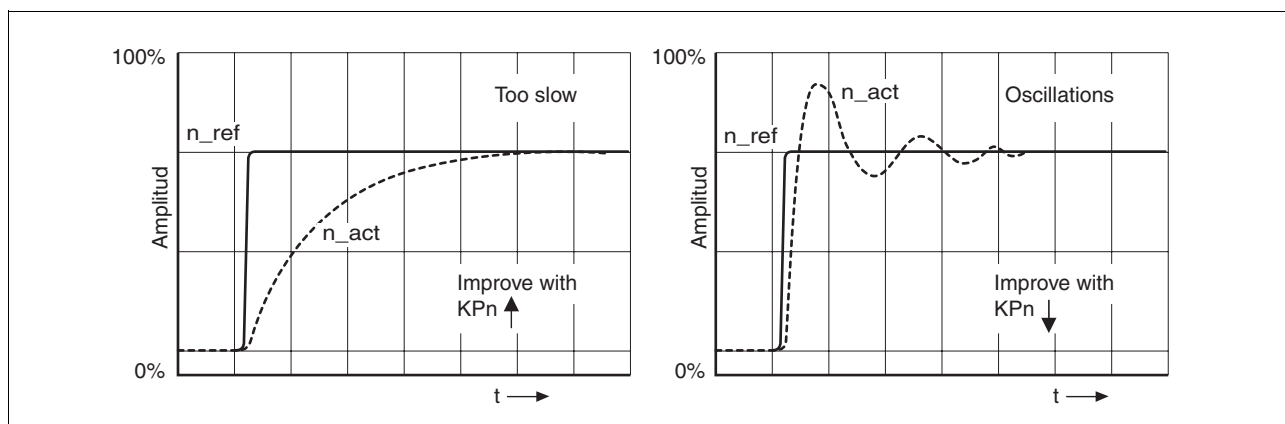 100%
Too slow
n_ref
n_act
Amplitud
Improve with
KPn
0%
t
100%
n_act
Oscillations
n_ref
Amplitud
Improve with
KPn
0%
t